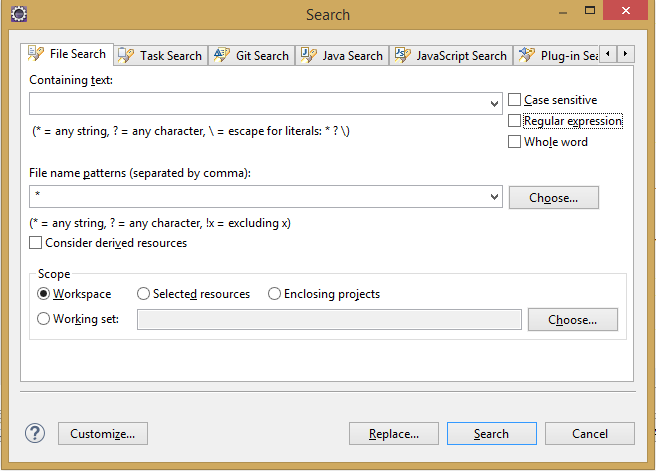 Search
File Search Task Search Git Search Java Search JavaScript Search Plug-in Sea
Containing text:
Case sensitive
(* = any string, ? = any character, \ = escape for literals: * ? \)
Regular expression
Whole word
File name patterns (separated by comma):
* Choose...
(* = any string, ? = any character, !x = excluding x)
Consider derived resources
Scope
Workspace Selected resources Enclosing projects
Working set: Choose...
? Customize... Replace... Search Cancel